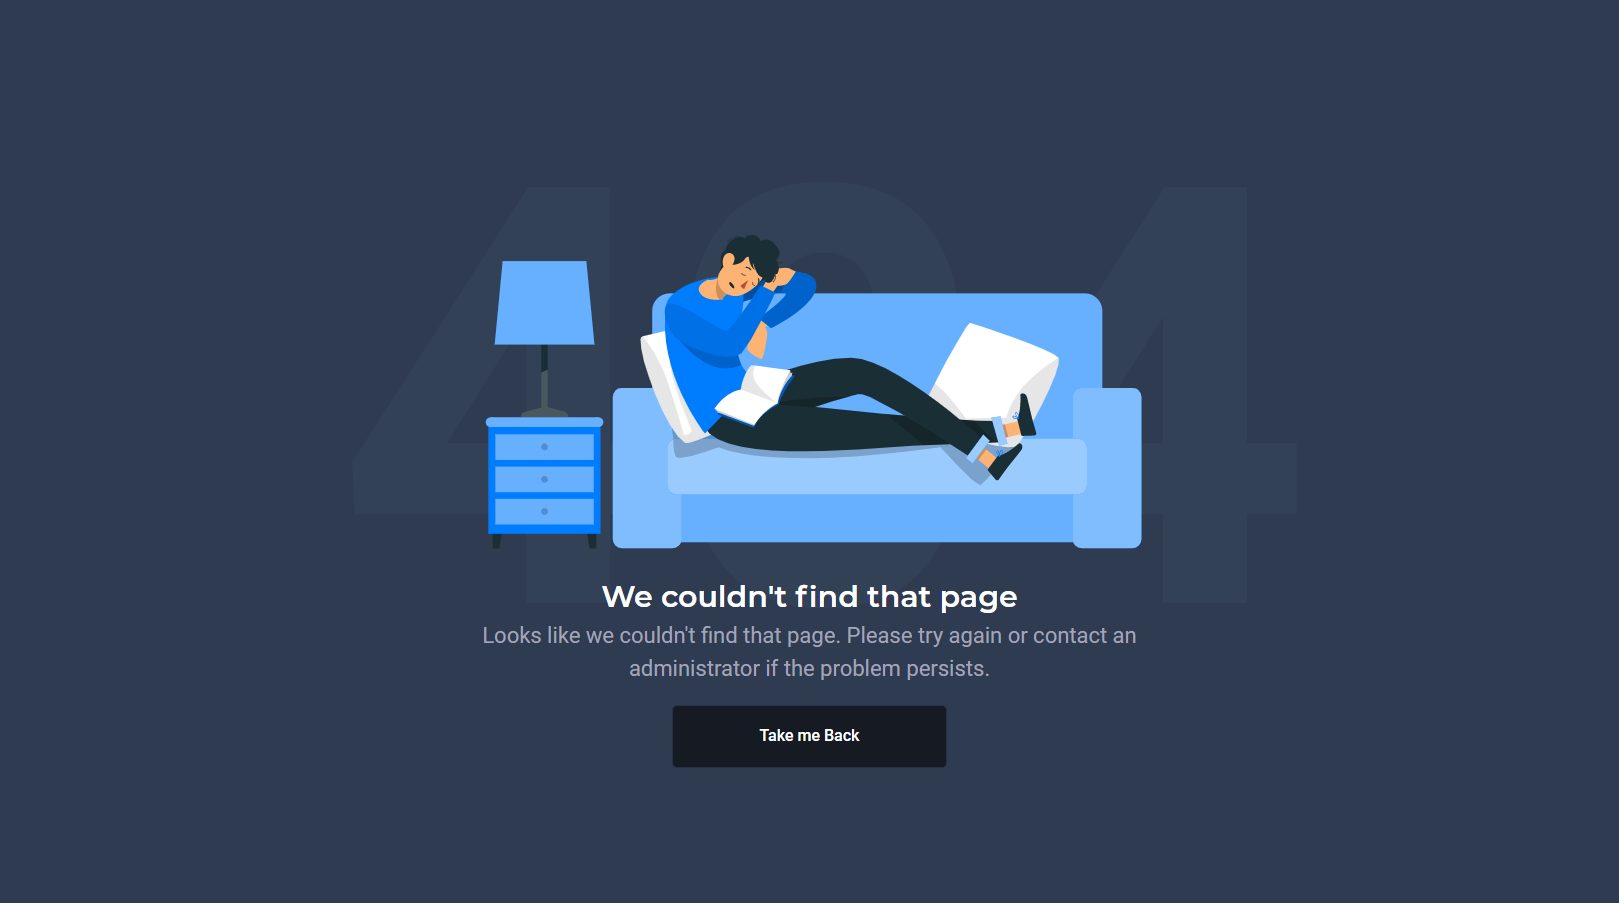 404
We couldn't find that page
Looks like we couldn't find that page. Please try again or contact an
administrator if the problem persists.
Take me Back